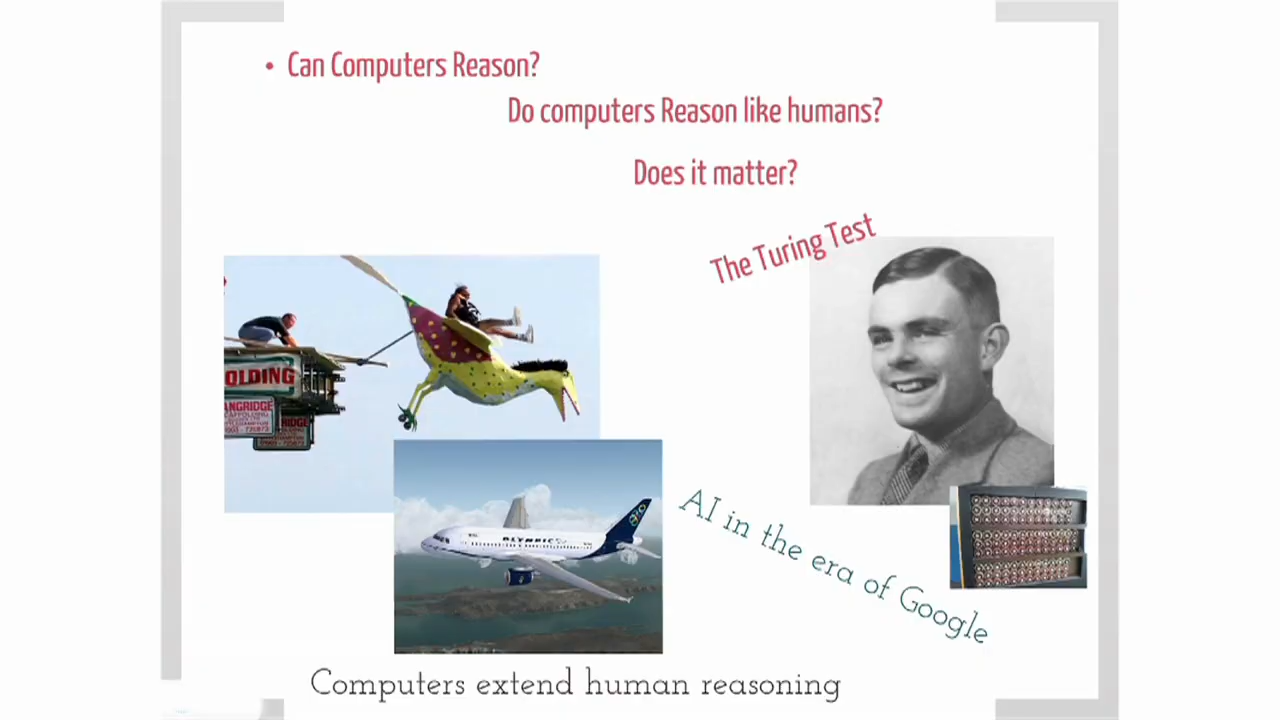 • Can Computers Reason?
Do computers Reason like humans?
Does it matter?
The Turing Test
OLDING
ANGRIDGE
OLYMPIC
AI in the era of Google
Computers extend human reasoning